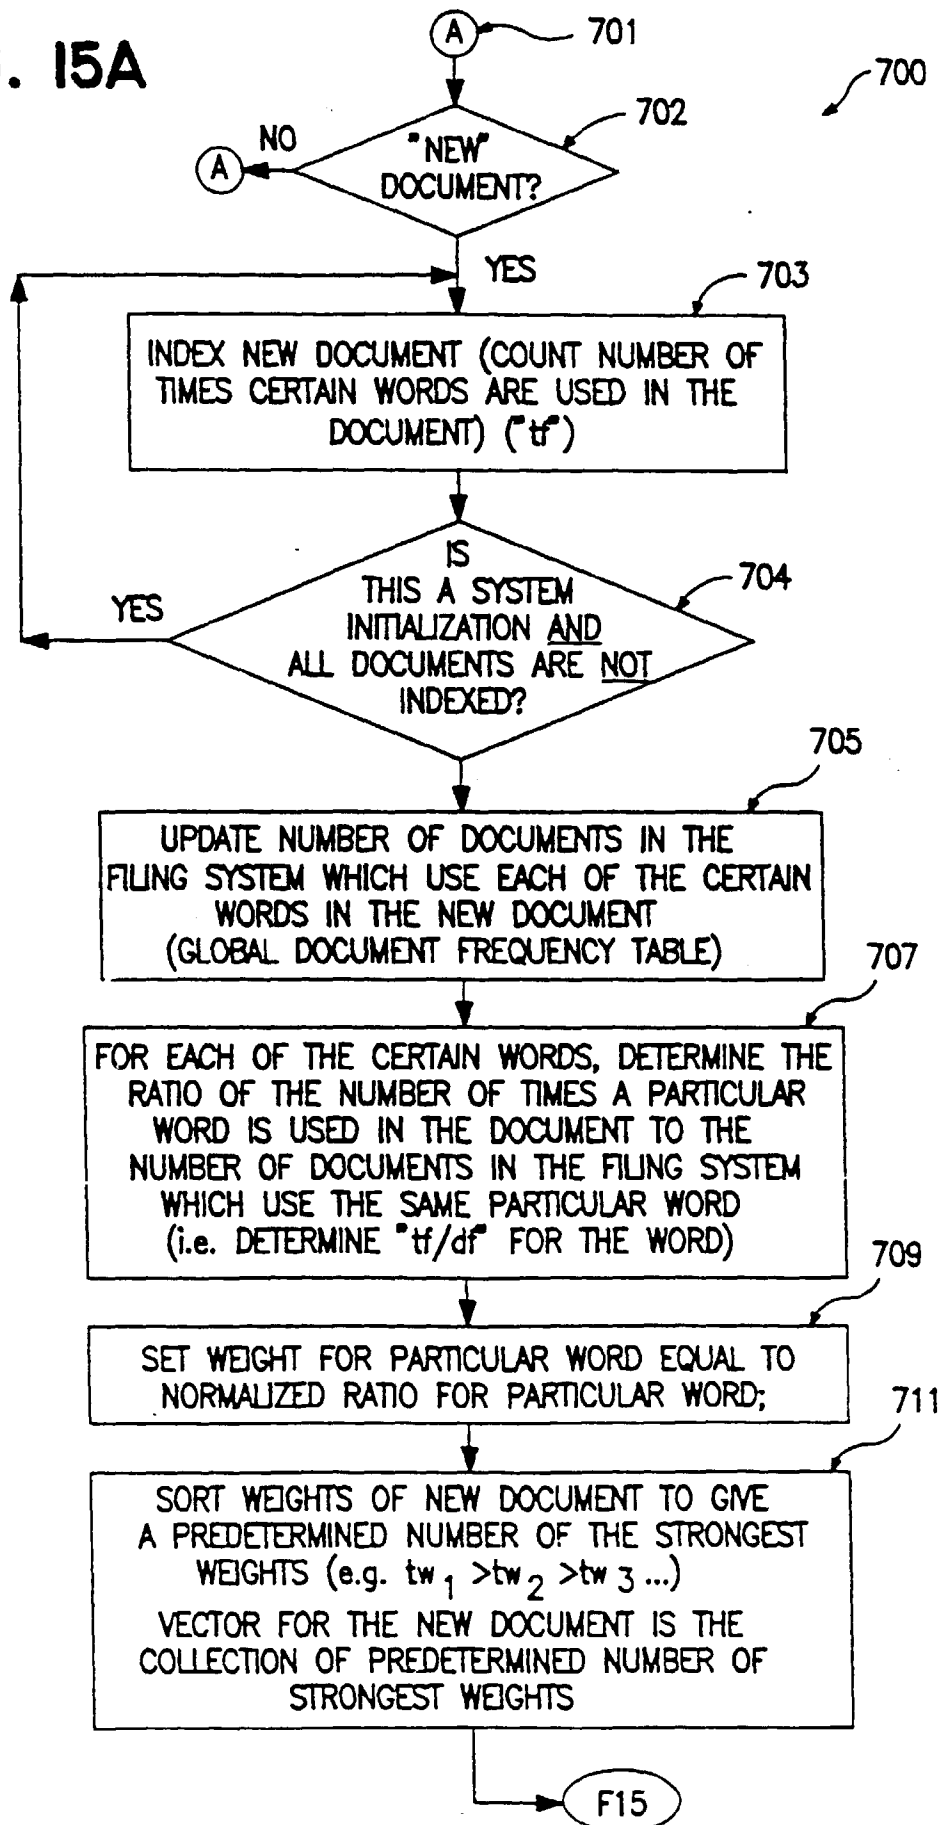 . 15A
A
701
700
702
NO
"NEW"
DOCUMENT?
A
YES
703
INDEX NEW DOCUMENT (COUNT NUMBER OF
TIMES CERTAIN WORDS ARE USED IN THE
DOCUMENT) ("tf")
704
YES
IS
THIS A SYSTEM
INITIALIZATION AND
ALL DOCUMENTS ARE NOT
INDEXED?
705
UPDATE NUMBER OF DOCUMENTS IN THE
FILING SYSTEM WHICH USE EACH OF THE CERTAIN
WORDS IN THE NEW DOCUMENT
(GLOBAL DOCUMENT FREQUENCY TABLE)
707
FOR EACH OF THE CERTAIN WORDS, DETERMINE THE
RATIO OF THE NUMBER OF TIMES A PARTICULAR
WORD IS USED IN THE DOCUMENT TO THE
NUMBER OF DOCUMENTS IN THE FILING SYSTEM
WHICH USE THE SAME PARTICULAR WORD
(i.e. DETERMINE "tf/df" FOR THE WORD)
709
SET WEIGHT FOR PARTICULAR WORD EQUAL TO
NORMALIZED RATIO FOR PARTICULAR WORD;
711
SORT WEIGHTS OF NEW DOCUMENT TO GIVE
A PREDETERMINED NUMBER OF THE STRONGEST
WEIGHTS (e.g. tw 1 >tw 2 >tw 3 ...)
VECTOR FOR THE NEW DOCUMENT IS THE
COLLECTION OF PREDETERMINED NUMBER OF
STRONGEST WEIGHTS
F15